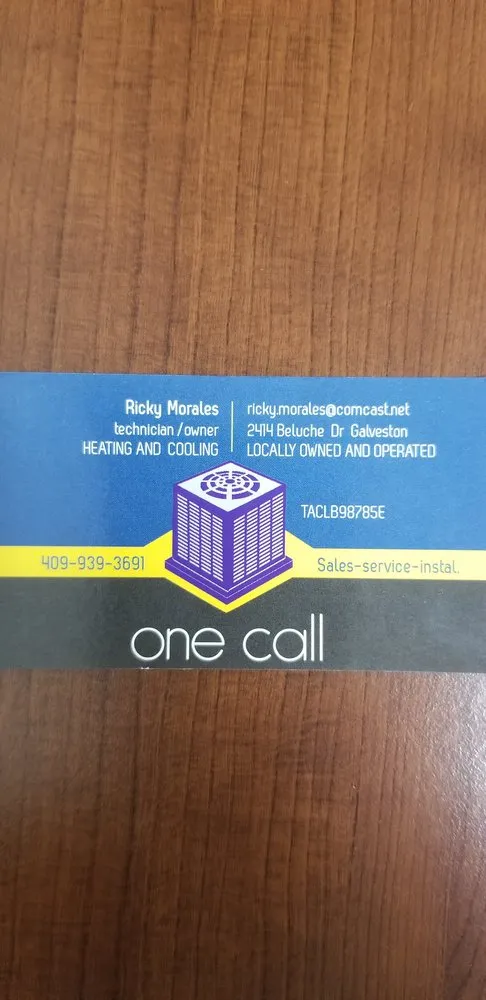 Ricky Morales
technician/owner
HEATING AND COOLING
ricky.morales@comcast.net
2414 Beluche Dr Galveston
LOCALLY OWNED AND OPERATED
TACLB98785E
409-939-3691
Sales-service-instal.
one call